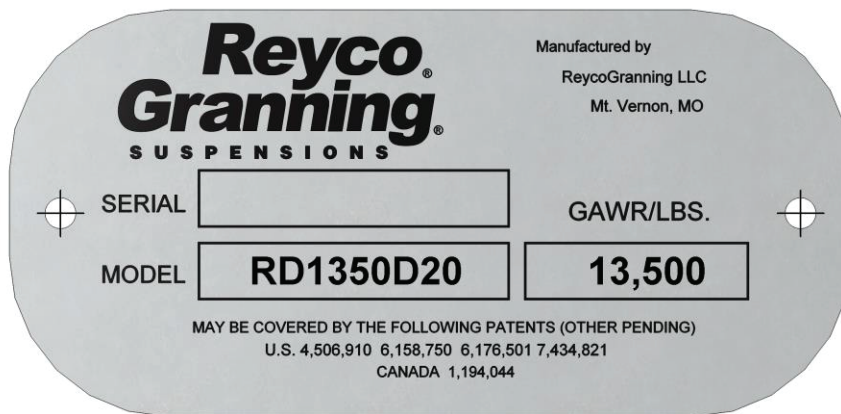 Reyco®
Granning®
SUSPENSIONS
Manufactured by
ReycoGranning LLC
Mt. Vernon, MO
SERIAL
GAWR/LBS.
MODEL RD1350D20 13,500
MAY BE COVERED BY THE FOLLOWING PATENTS (OTHER PENDING)
U.S. 4,506,910 6,158,750 6,176,501 7,434,821
CANADA 1,194,044